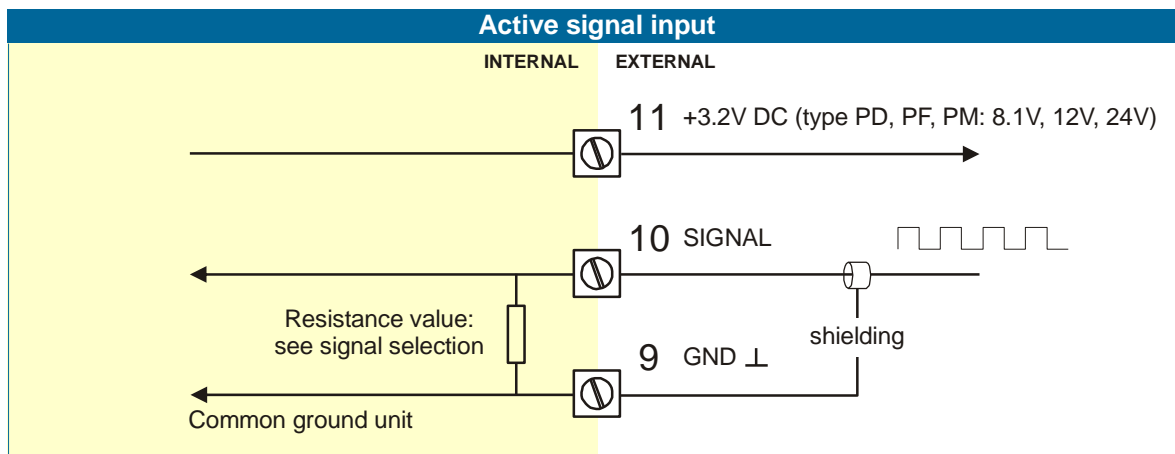 Active signal input
INTERNAL EXTERNAL
11 +3.2V DC (type PD, PF, PM: 8.1V, 12V, 24V)
10 SIGNAL
Resistance value:
see signal selection
shielding
9 GND ⊥
Common ground unit